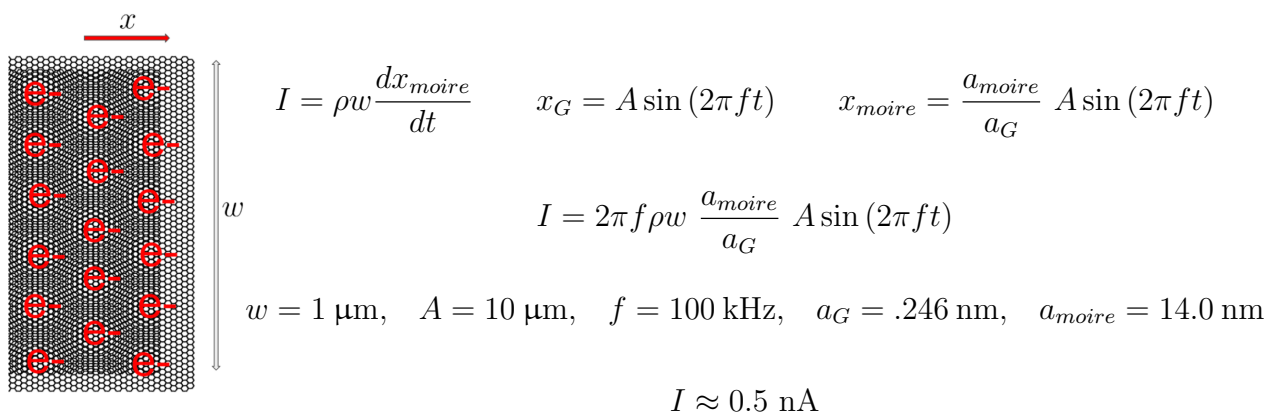 x
e- e- e-
e- e-
e-
e- e-
e-
e- e-
e-
e- e-
e-
e- e-
w
I = ρw dx_moire/dt    x_G = A sin (2πft)    x_moire = a_moire/a_G A sin (2πft)
I = 2πfρw a_moire/a_G A sin (2πft)
w = 1 μm,  A = 10 μm,  f = 100 kHz,  a_G = .246 nm,  a_moire = 14.0 nm
I ≈ 0.5 nA